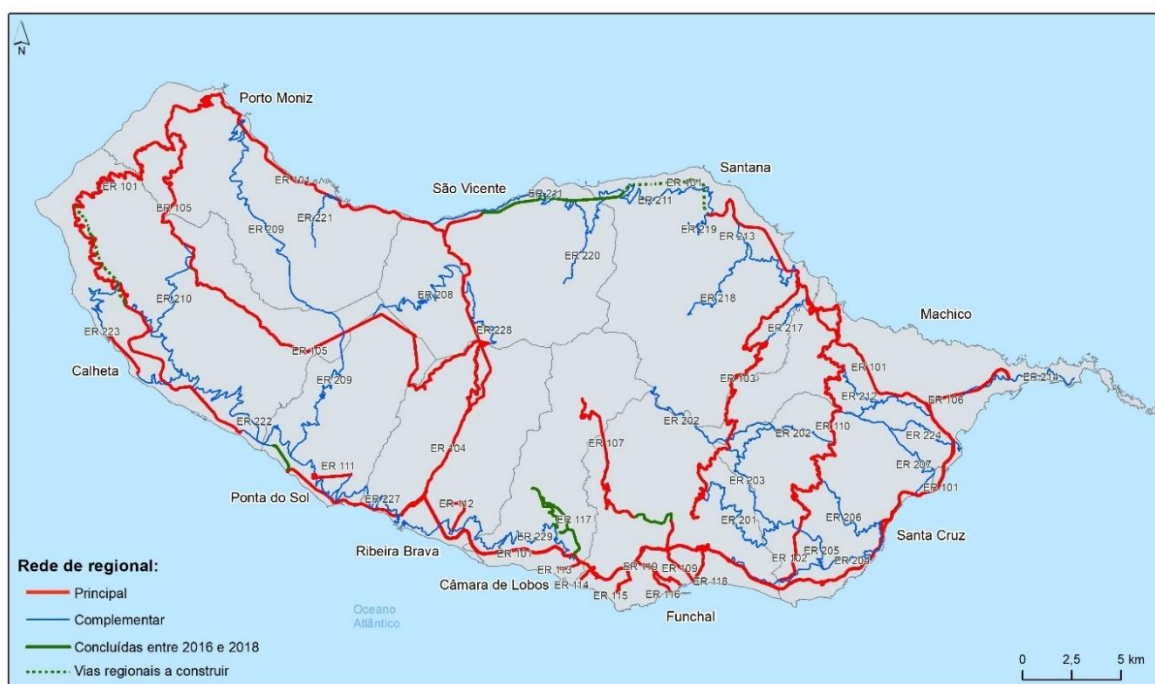 N
Porto Moniz
Santana
São Vicente
ER 101
ER 101
ER 101
ER 211
ER 105
ER 221
ER 209
ER 219
ER 213
ER 220
ER 210
ER 208
ER 218
Machico
ER 223
ER 228
ER 217
ER 105
ER 101
Calheta
ER 209
ER 103
ER 214
ER 212
ER 106
ER 222
ER 202
ER 110
ER 107
ER 202
ER 224
ER 104
ER 111
ER 207
Ponta do Sol
ER 203
ER 101
ER 227
ER 112
ER 117
ER 201
ER 206
Ribeira Brava
ER 229
Santa Cruz
ER 101
ER 205
ER 102
Câmara de Lobos
ER 113
ER 109
ER 114
ER 118
ER 115
ER 116
Funchal
Rede de regional:
Principal
Complementar
Concluídas entre 2016 e 2018
Vias regionais a construir
Oceano
Atlântico
0 2,5 5 km